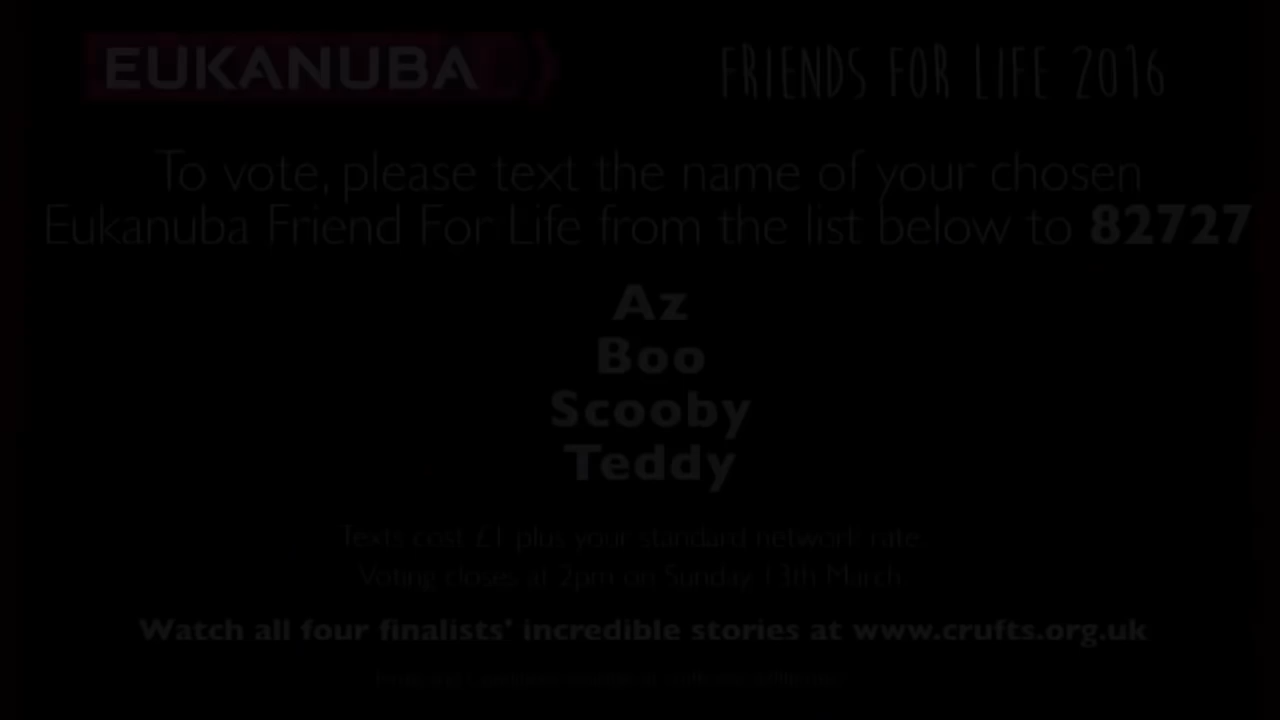 EUKANUBA
FRIENDS FOR LIFE 2016
To vote, please text the name of your chosen
Eukanuba Friend For Life from the list below to 82727
Az
Boo
Scooby
Teddy
Texts cost £1 plus your standard network rate
Voting closes at 2pm on Sunday 13th March
Watch all four finalists' incredible stories at www.crufts.org.uk